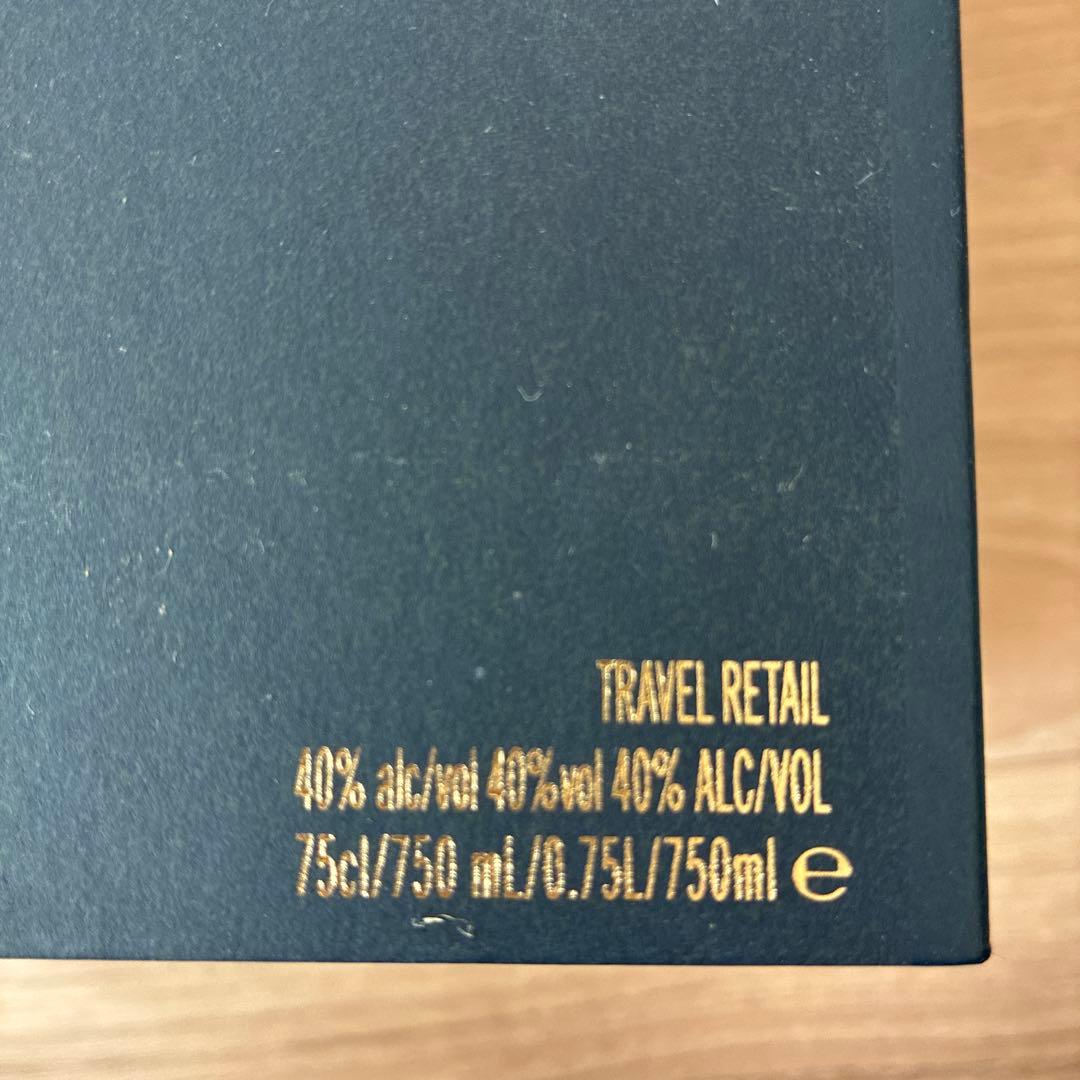 TRAVEL RETAIL
40% alc/vol 40%vol 40% ALC/VOL
75cl/750 mL/0.75L/750ml ℮